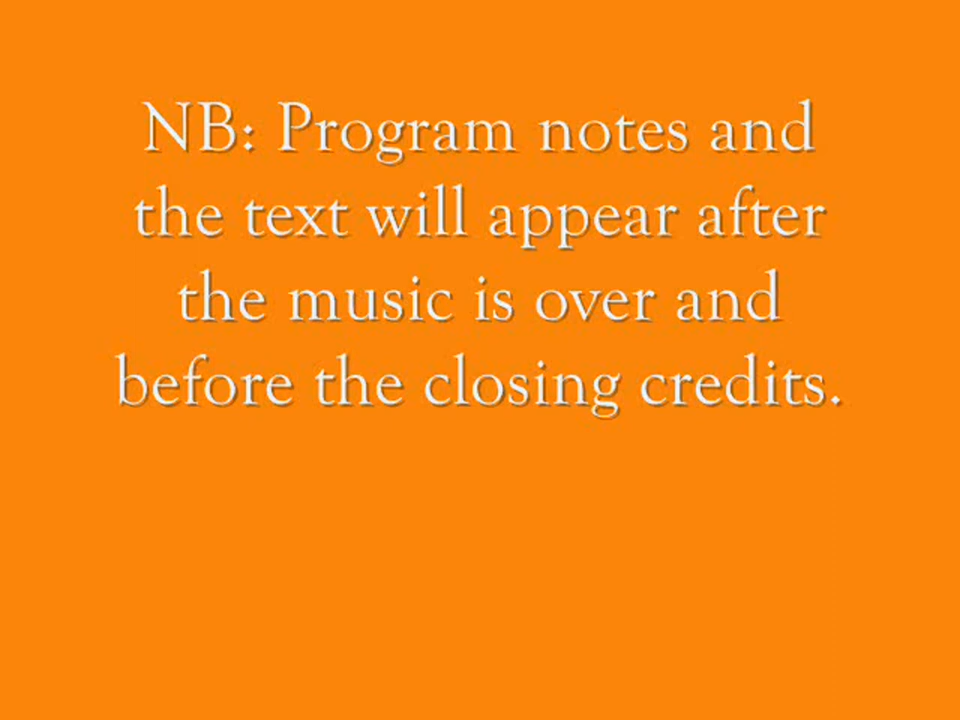 NB: Program notes and
the text will appear after
the music is over and
before the closing credits.